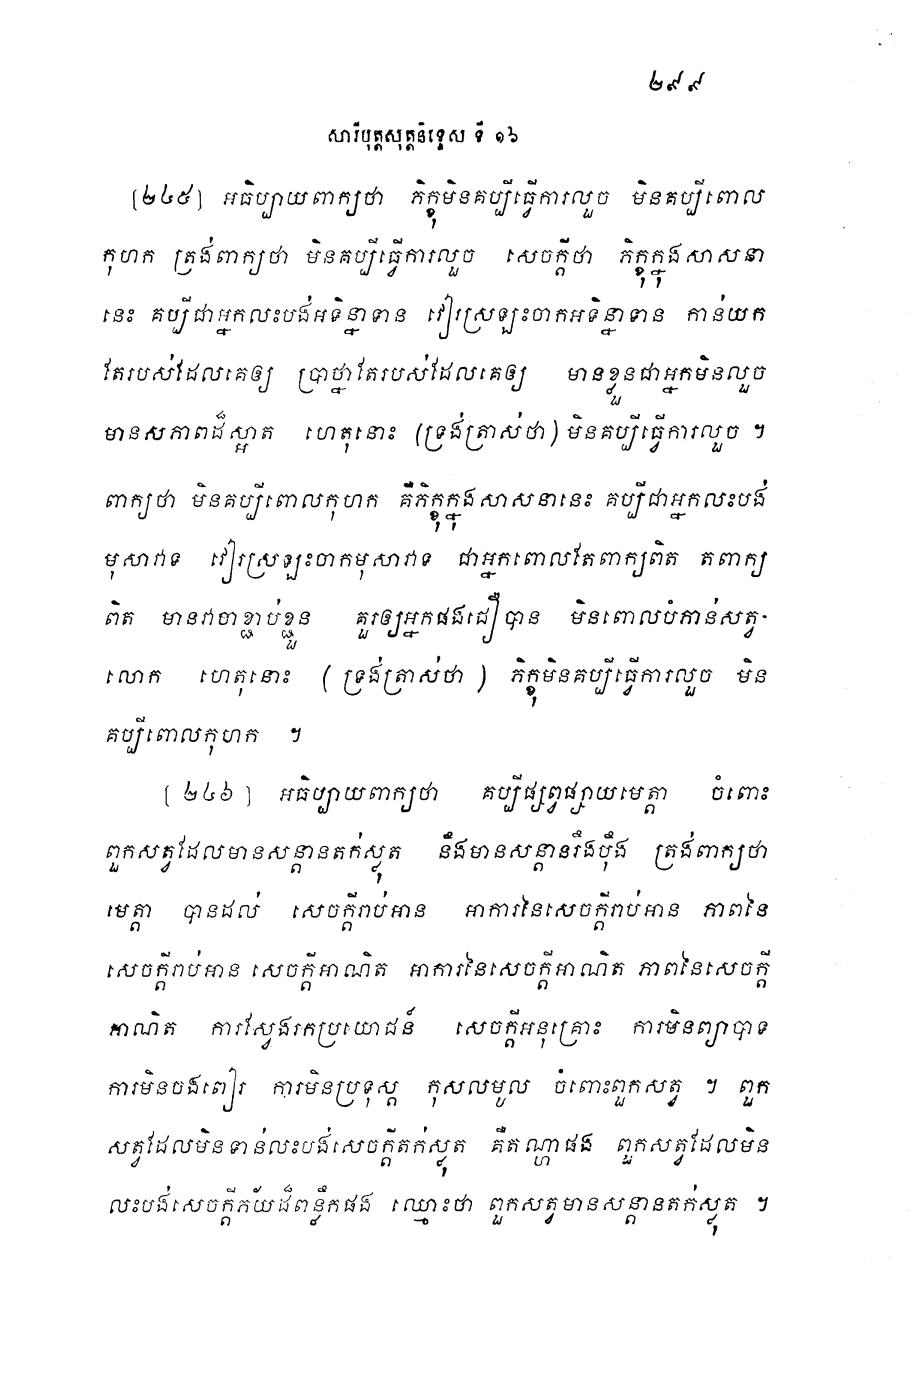 ២៩៩
សារីបុត្តសុត្តនិទ្ទេស ទី ១៦
[២៤៥] អធិប្បាយពាក្យថា ភិក្ខុមិនគប្បីធ្វើការលួច មិនគប្បីពោល
កុហក ត្រង់ពាក្យថា មិនគប្បីធ្វើការលួច សេចក្តីថា ភិក្ខុក្នុងសាសនា
នេះ គប្បីជាអ្នកលះបង់អទិន្នាទាន វៀរស្រឡះចាកអទិន្នាទាន កាន់យក
តែរបស់ដែលគេឲ្យ ប្រាថ្នាតែរបស់ដែលគេឲ្យ មានខ្លួនជាអ្នកមិនលួច
មានសភាពដ៏ស្អាត ហេតុនោះ (ទ្រង់ត្រាស់ថា) មិនគប្បីធ្វើការលួច ។
ពាក្យថា មិនគប្បីពោលកុហក គឺភិក្ខុក្នុងសាសនានេះ គប្បីជាអ្នកលះបង់
មុសាវាទ វៀរស្រឡះចាកមុសាវាទ ជាអ្នកពោលតែពាក្យពិត តពាក្យ
ពិត មានវាចាខ្ជាប់ខ្ជួន គួរឲ្យអ្នកផងជឿបាន មិនពោលបំភាន់សត្វ-
លោក ហេតុនោះ ( ទ្រង់ត្រាស់ថា ) ភិក្ខុមិនគប្បីធ្វើការលួច មិន
គប្បីពោលកុហក ។
[ ២៤៦ ] អធិប្បាយពាក្យថា គប្បីផ្សព្វផ្សាយមេត្តា ចំពោះ
ពួកសត្វដែលមានសន្តានតក់ស្លុត នឹងមានសន្តានរឹងប៉ឹង ត្រង់ពាក្យថា
មេត្តា បានដល់ សេចក្តីរាប់អាន អាការនៃសេចក្តីរាប់អាន ភាពនៃ
សេចក្តីរាប់អាន សេចក្តីអាណិត អាការនៃសេចក្តីអាណិត ភាពនៃសេចក្តី
អាណិត ការស្វែងរកប្រយោជន៍ សេចក្តីអនុគ្រោះ ការមិនព្យាបាទ
ការមិនចងពៀរ ការមិនប្រទុស្ត កុសលមូល ចំពោះពួកសត្វ ។ ពួក
សត្វដែលមិនទាន់លះបង់សេចក្តីតក់ស្លុត គឺតណ្ហាផង ពួកសត្វដែលមិន
លះបង់សេចក្តីភ័យដ៏ពន្លឹកផង ឈ្មោះថា ពួកសត្វមានសន្តានតក់ស្លុត ។